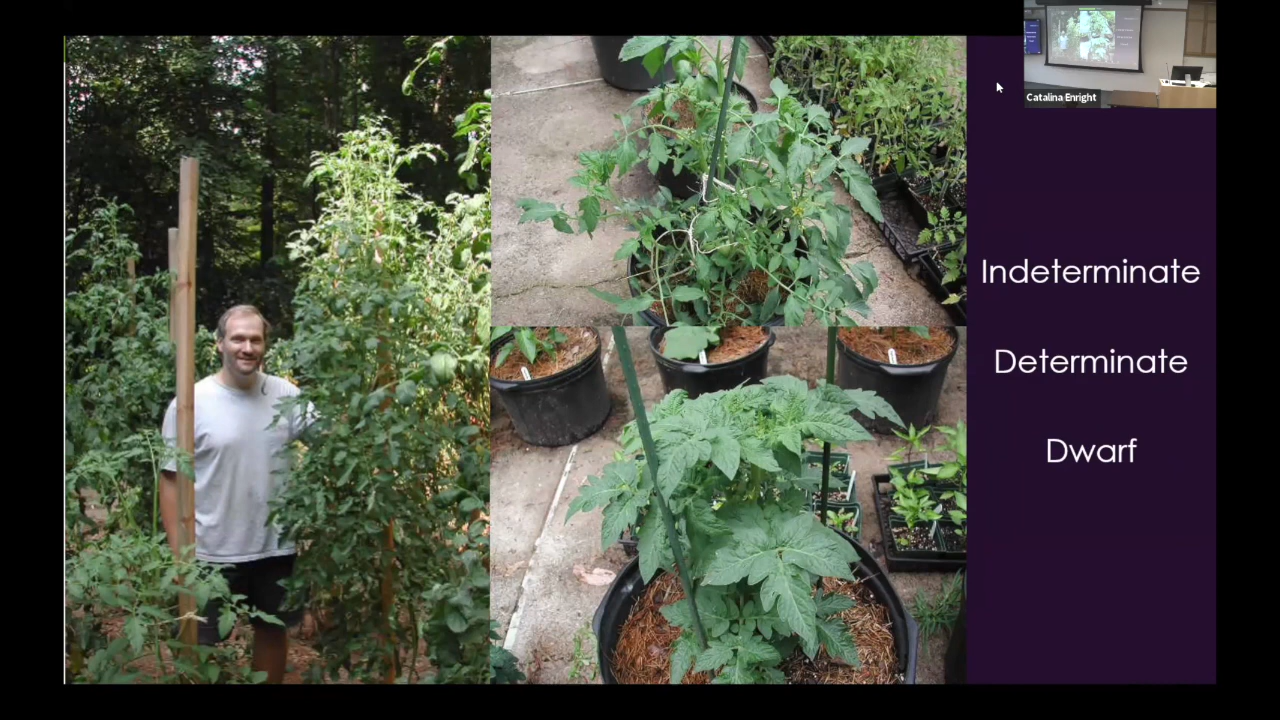 Catalina Enright
Indeterminate
Determinate
Dwarf